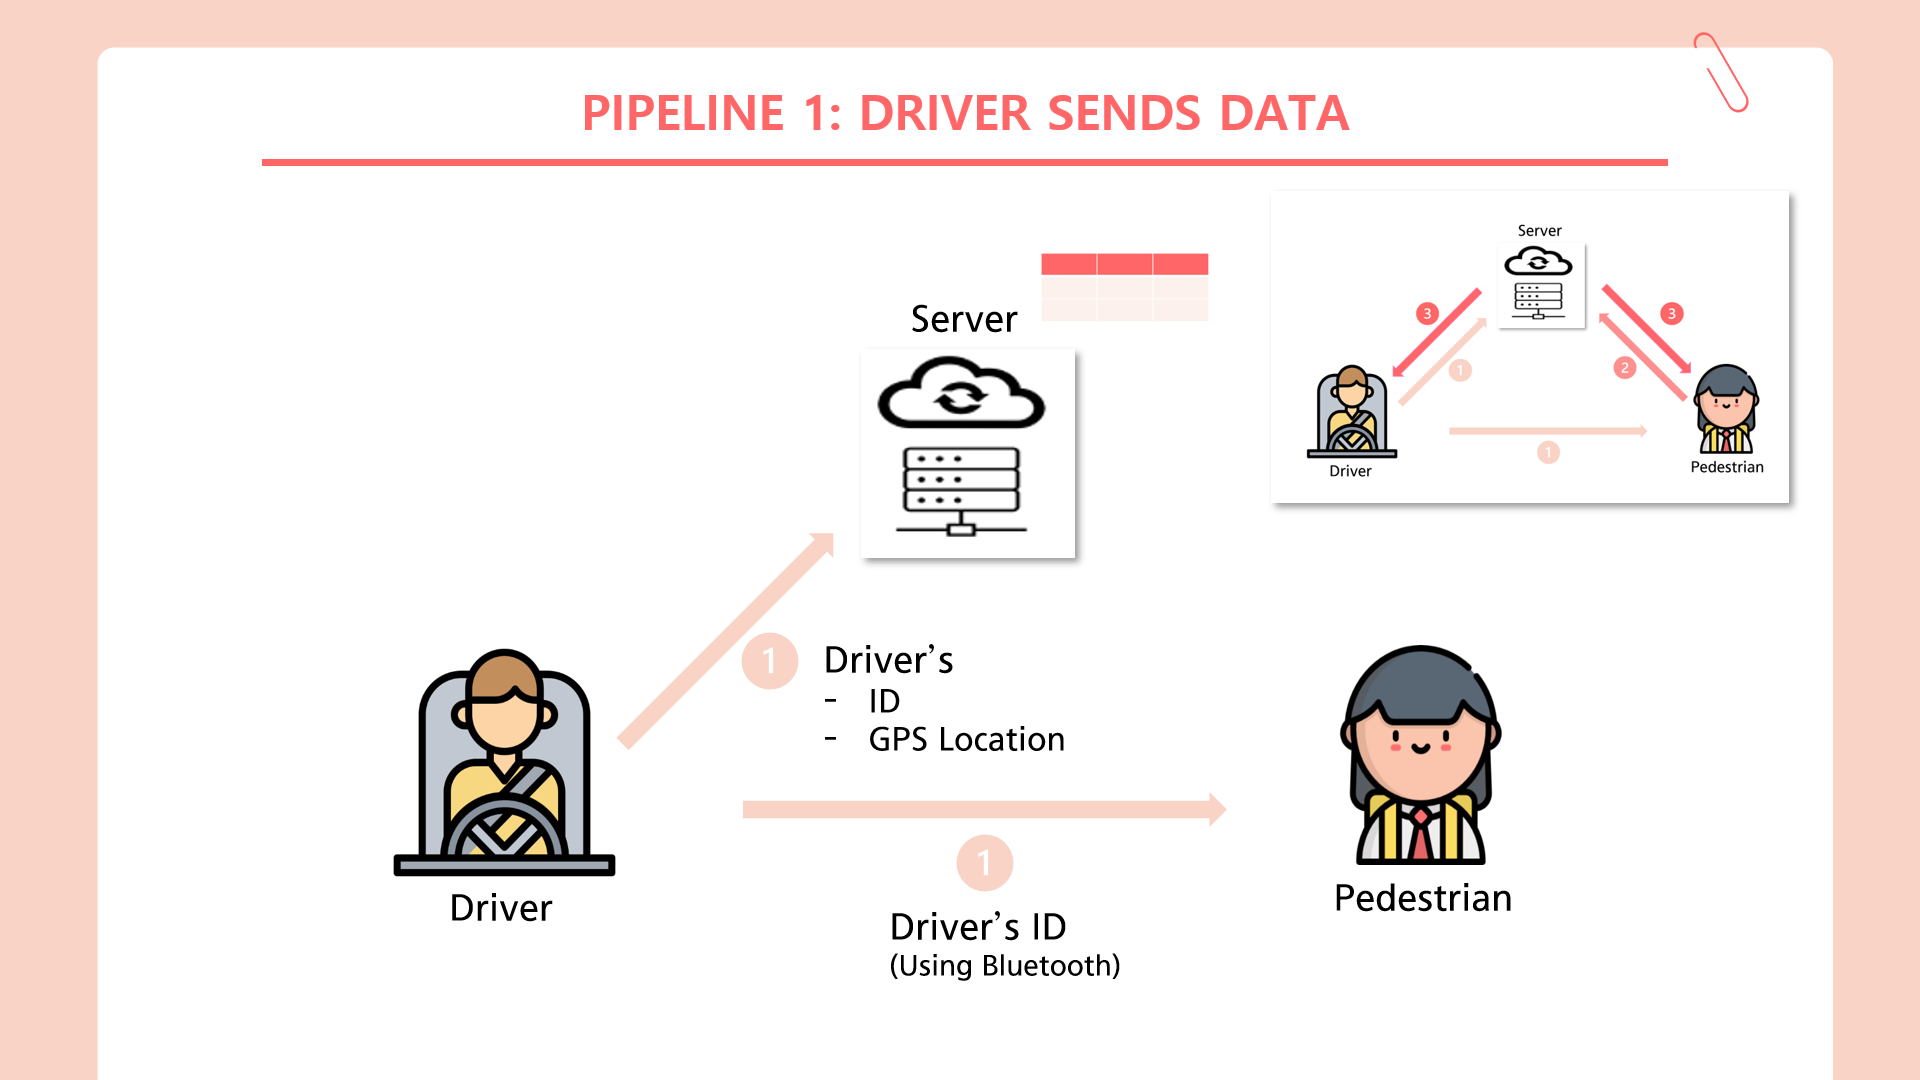 PIPELINE 1: DRIVER SENDS DATA
Server
1
Driver’s
- ID
- GPS Location
1
Driver’s ID
(Using Bluetooth)
Driver
Pedestrian
Server
3
3
1
2
1
Driver
Pedestrian